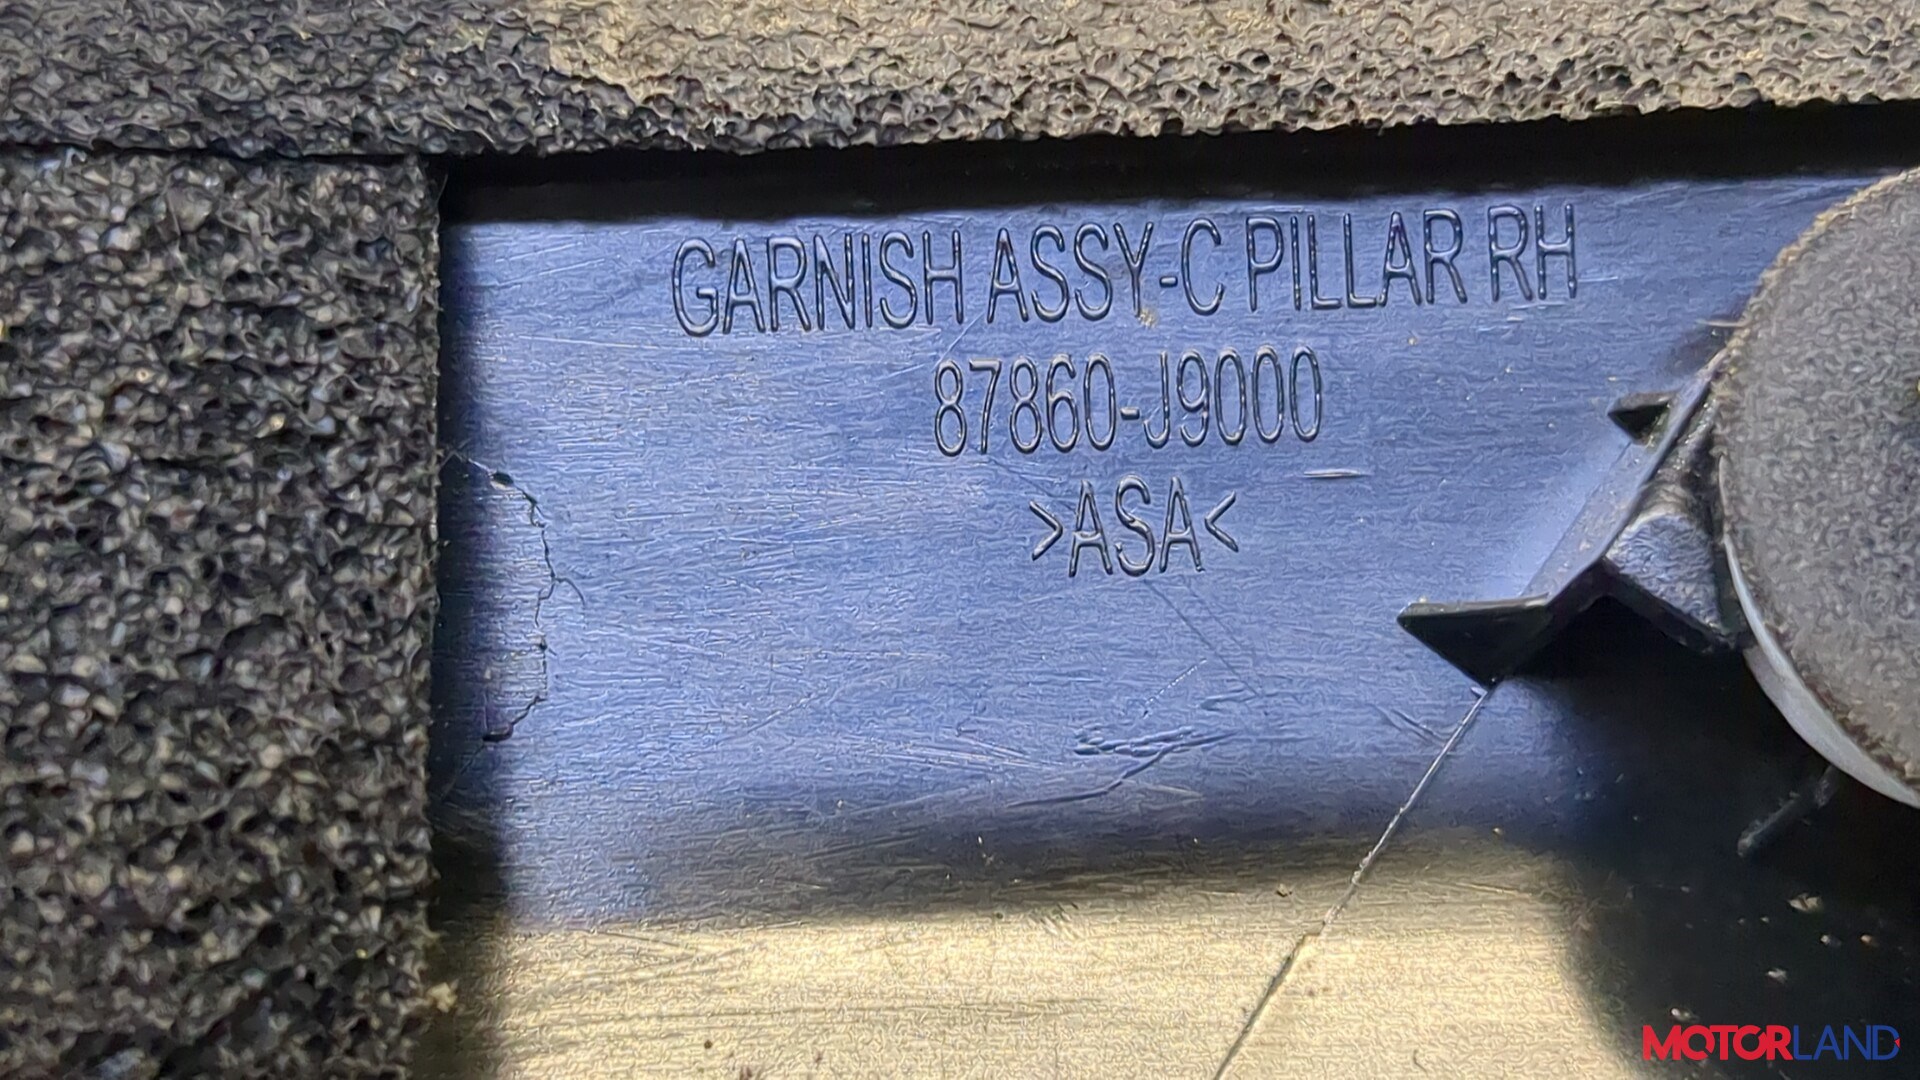 GARNISH ASSY-C PILLAR RH
87860-J9000
>ASA<
MOTORLAND